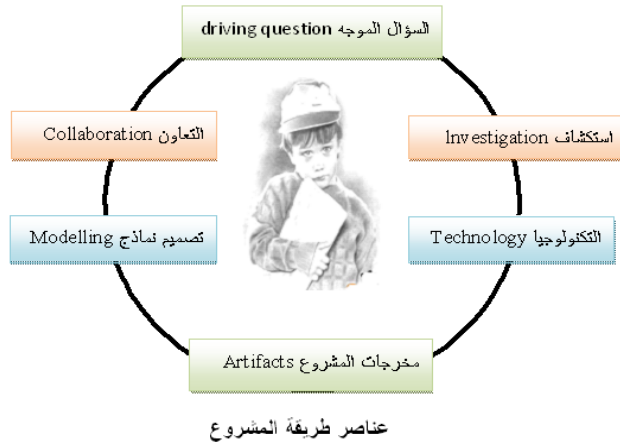 السؤال الموجه driving question
التعاون Collaboration
استكشاف Investigation
تصميم نماذج Modelling
التكنولوجيا Technology
مخرجات المشروع Artifacts
عناصر طريقة المشروع